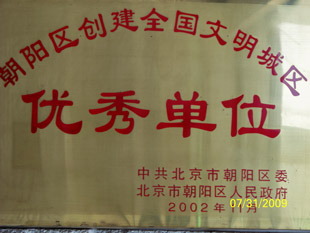 朝阳区创建全国文明城区
优秀单位
中共北京市朝阳区委
北京市朝阳区人民政府
2002年11月
07/31/2009